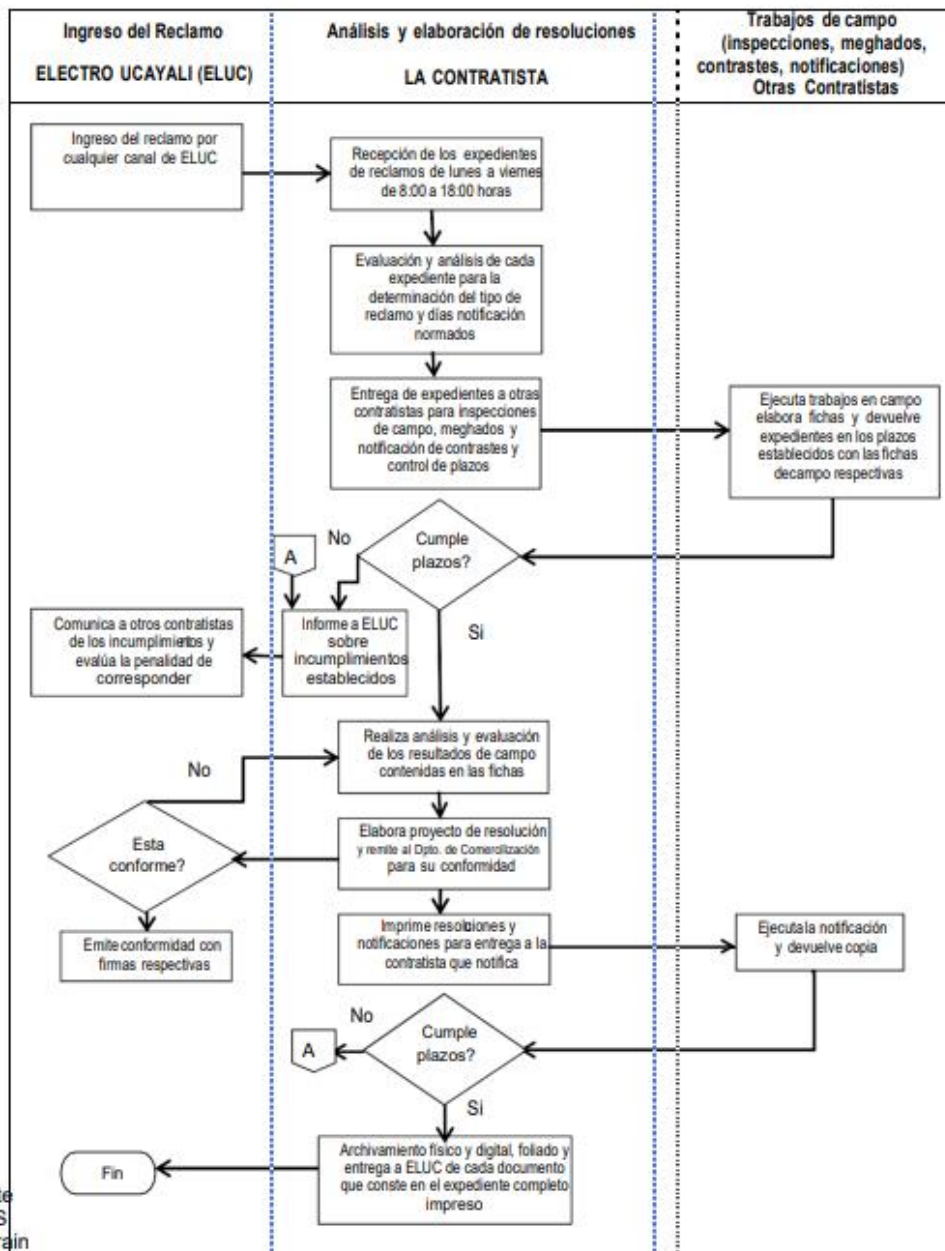 Ingreso del Reclamo
ELECTRO UCAYALI (ELUC)
Análisis y elaboración de resoluciones
LA CONTRATISTA
Trabajos de campo
(inspecciones, meghados,
contrastes, notificaciones)
Otras Contratistas
Ingreso del reclamo por
cualquier canal de ELUC
Recepción de los expedientes
de reclamos de lunes a viernes
de 8:00 a 18:00 horas
Evaluación y análisis de cada
expediente para la
determinación del tipo de
reclamo y días notificación
normados
Entrega de expedientes a otras
contratistas para inspecciones
de campo, meghados y
notificación de contrastes y
control de plazos
Ejecuta trabajos en campo
elabora fichas y devuelve
expedientes en los plazos
establecidos con las fichas
decampo respectivas
Cumple
plazos?
No
A
Si
Informe a ELUC
sobre
incumplimientos
establecidos
Comunica a otros contratistas
de los incumplimietos y
evalúa la penalidad de
corresponder
Realiza análisis y evaluación
de los resultados de campo
contenidas en las fichas
No
Esta
conforme?
Elabora proyecto de resolución
y remite al Dpto. de Comercilización
para su conformidad
Emite conformidad con
firmas respectivas
Imprime resoluciones y
notificaciones para entrega a la
contratista que notifica
Ejecuta la notificación
y devuelve copia
No
A
Cumple
plazos?
Si
Archivamiento físico y digital, foliado y
entrega a ELUC de cada documento
que conste en el expediente completo
impreso
Fin